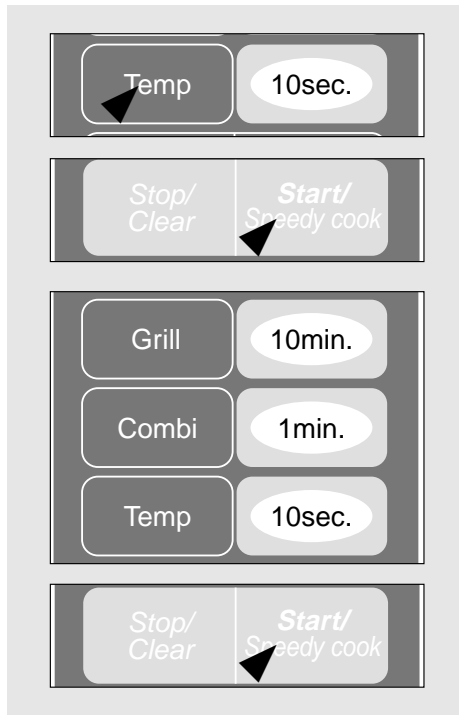 Temp 10sec.
Stop/ Start/
Clear Speedy cook
Grill 10min.
Combi 1min.
Temp 10sec.
Stop/ Start/
Clear Speedy cook